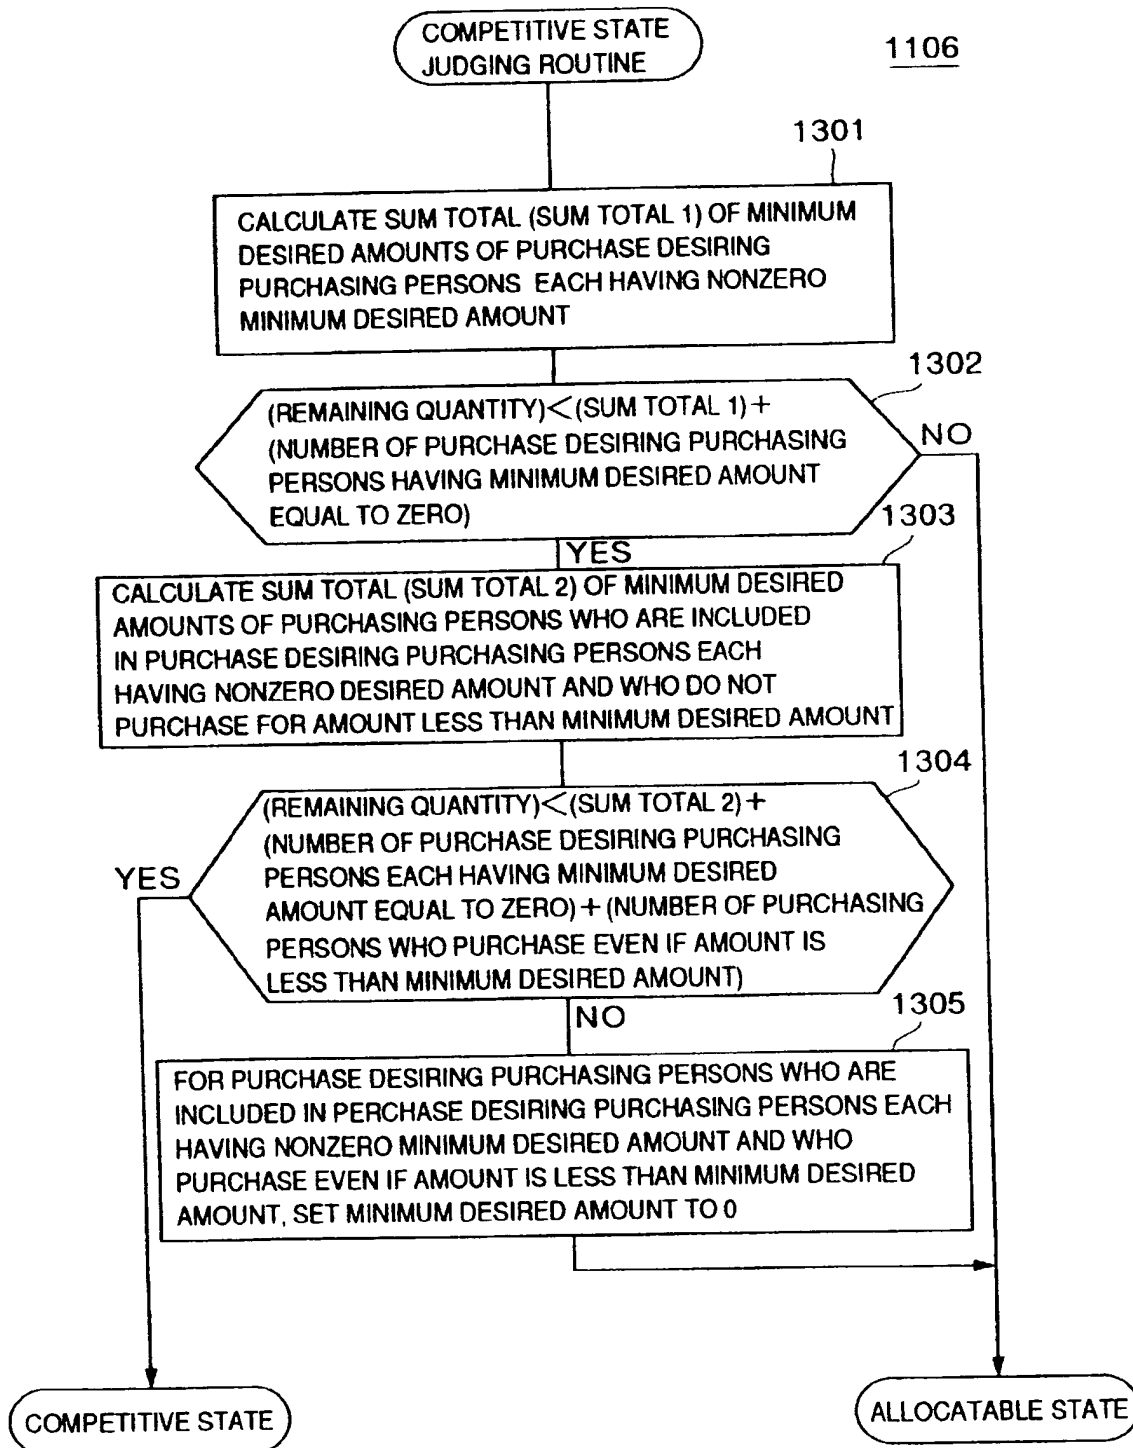 COMPETITIVE STATE
JUDGING ROUTINE
1106
1301
CALCULATE SUM TOTAL (SUM TOTAL 1) OF MINIMUM
DESIRED AMOUNTS OF PURCHASE DESIRING
PURCHASING PERSONS EACH HAVING NONZERO
MINIMUM DESIRED AMOUNT
1302
(REMAINING QUANTITY)<(SUM TOTAL 1)+
(NUMBER OF PURCHASE DESIRING PURCHASING
PERSONS HAVING MINIMUM DESIRED AMOUNT
EQUAL TO ZERO)
NO
YES
1303
CALCULATE SUM TOTAL (SUM TOTAL 2) OF MINIMUM DESIRED
AMOUNTS OF PURCHASING PERSONS WHO ARE INCLUDED
IN PURCHASE DESIRING PURCHASING PERSONS EACH
HAVING NONZERO DESIRED AMOUNT AND WHO DO NOT
PURCHASE FOR AMOUNT LESS THAN MINIMUM DESIRED AMOUNT
1304
(REMAINING QUANTITY)<(SUM TOTAL 2)+
(NUMBER OF PURCHASE DESIRING PURCHASING
PERSONS EACH HAVING MINIMUM DESIRED
AMOUNT EQUAL TO ZERO)+(NUMBER OF PURCHASING
PERSONS WHO PURCHASE EVEN IF AMOUNT IS
LESS THAN MINIMUM DESIRED AMOUNT)
YES
NO
1305
FOR PURCHASE DESIRING PURCHASING PERSONS WHO ARE
INCLUDED IN PERCHASE DESIRING PURCHASING PERSONS EACH
HAVING NONZERO MINIMUM DESIRED AMOUNT AND WHO
PURCHASE EVEN IF AMOUNT IS LESS THAN MINIMUM DESIRED
AMOUNT, SET MINIMUM DESIRED AMOUNT TO 0
COMPETITIVE STATE
ALLOCATABLE STATE